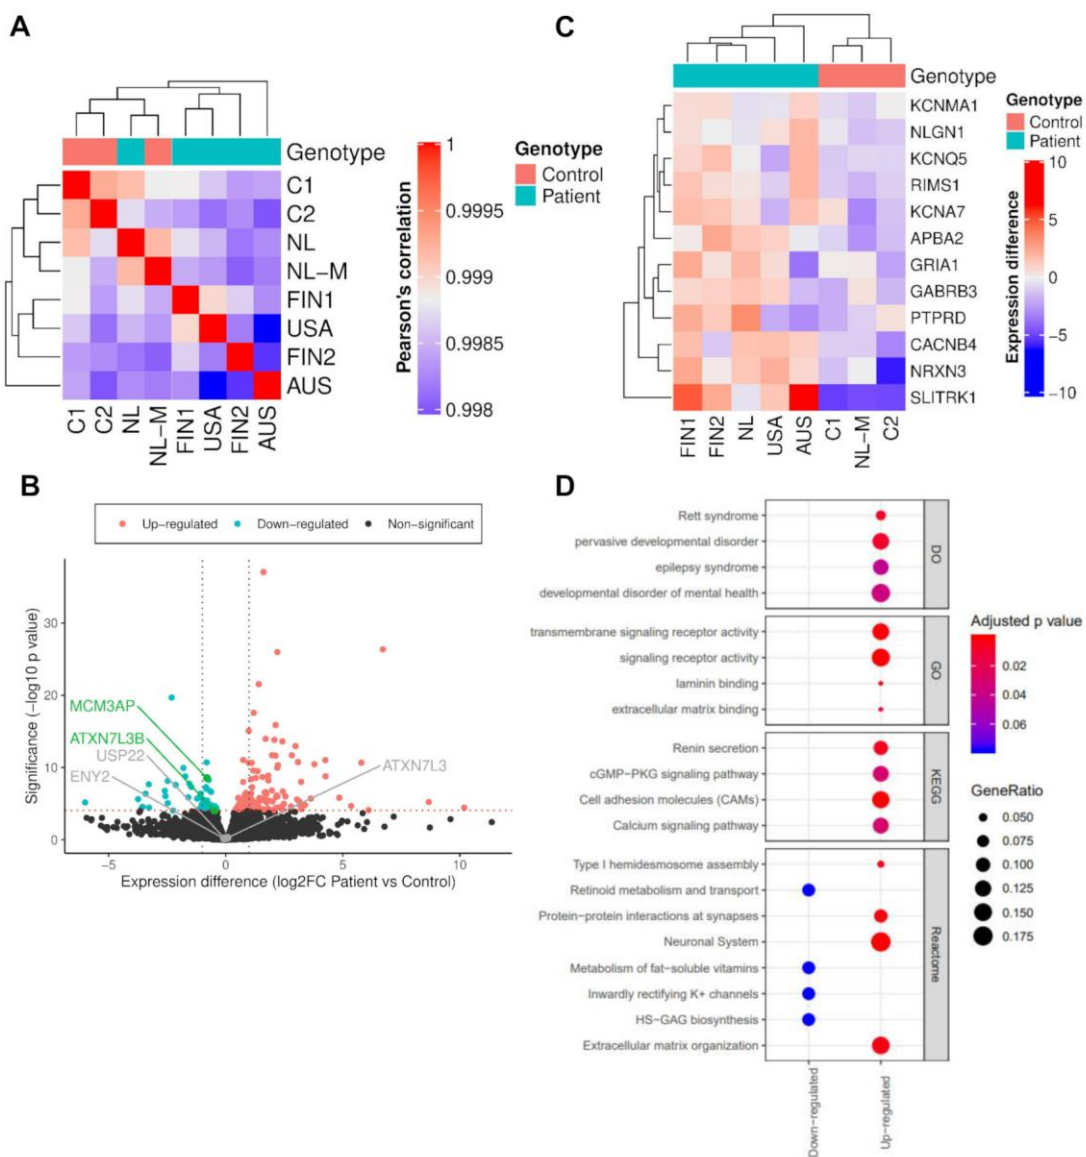 A
Genotype
C1
C2
NL
NL-M
FIN1
USA
FIN2
AUS
C1
C2
NL
NL-M
FIN1
USA
FIN2
AUS
Pearson's correlation
1
0.9995
0.999
0.9985
0.998
Genotype
Control
Patient
C
Genotype
KCNMA1
NLGN1
KCNQ5
RIMS1
KCNA7
APBA2
GRIA1
GABRB3
PTPRD
CACNB4
NRXN3
SLITRK1
FIN1
FIN2
NL
USA
AUS
C1
NL-M
C2
Genotype
Control
Patient
Expression difference
10
5
0
-5
-10
B
Up-regulated
Down-regulated
Non-significant
Significance (-log10 p value)
30
20
10
0
MCM3AP
ATXN7L3B
USP22
ENY2
ATXN7L3
-5
0
5
10
Expression difference (log2FC Patient vs Control)
D
Rett syndrome
pervasive developmental disorder
epilepsy syndrome
developmental disorder of mental health
DO
transmembrane signaling receptor activity
signaling receptor activity
laminin binding
extracellular matrix binding
GO
Renin secretion
cGMP-PKG signaling pathway
Cell adhesion molecules (CAMs)
Calcium signaling pathway
KEGG
Type I hemidesmosome assembly
Retinoid metabolism and transport
Protein-protein interactions at synapses
Neuronal System
Metabolism of fat-soluble vitamins
Inwardly rectifying K+ channels
HS-GAG biosynthesis
Extracellular matrix organization
Reactome
Down-regulated
Up-regulated
Adjusted p value
0.02
0.04
0.06
GeneRatio
0.050
0.075
0.100
0.125
0.150
0.175